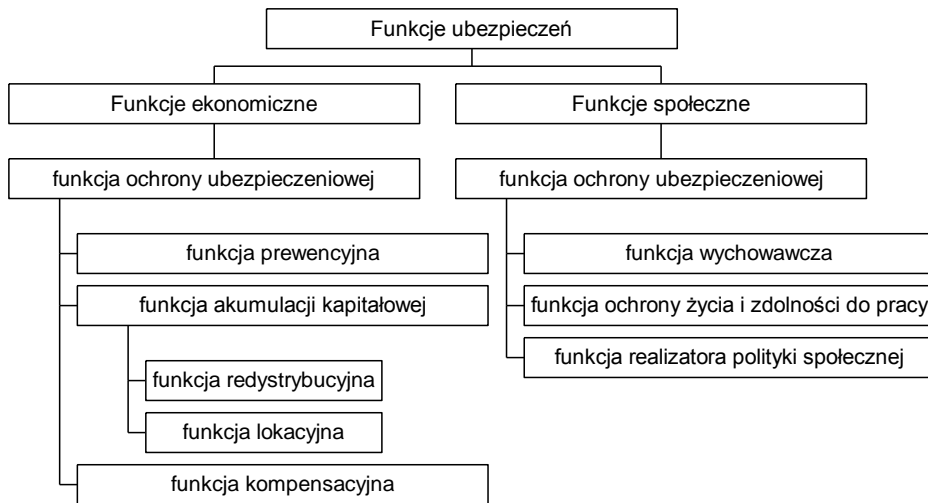 Funkcje ubezpieczeń
Funkcje ekonomiczne
funkcja ochrony ubezpieczeniowej
funkcja prewencyjna
funkcja akumulacji kapitałowej
funkcja redystrybucyjna
funkcja lokacyjna
funkcja kompensacyjna
Funkcje społeczne
funkcja ochrony ubezpieczeniowej
funkcja wychowawcza
funkcja ochrony życia i zdolności do pracy
funkcja realizatora polityki społecznej